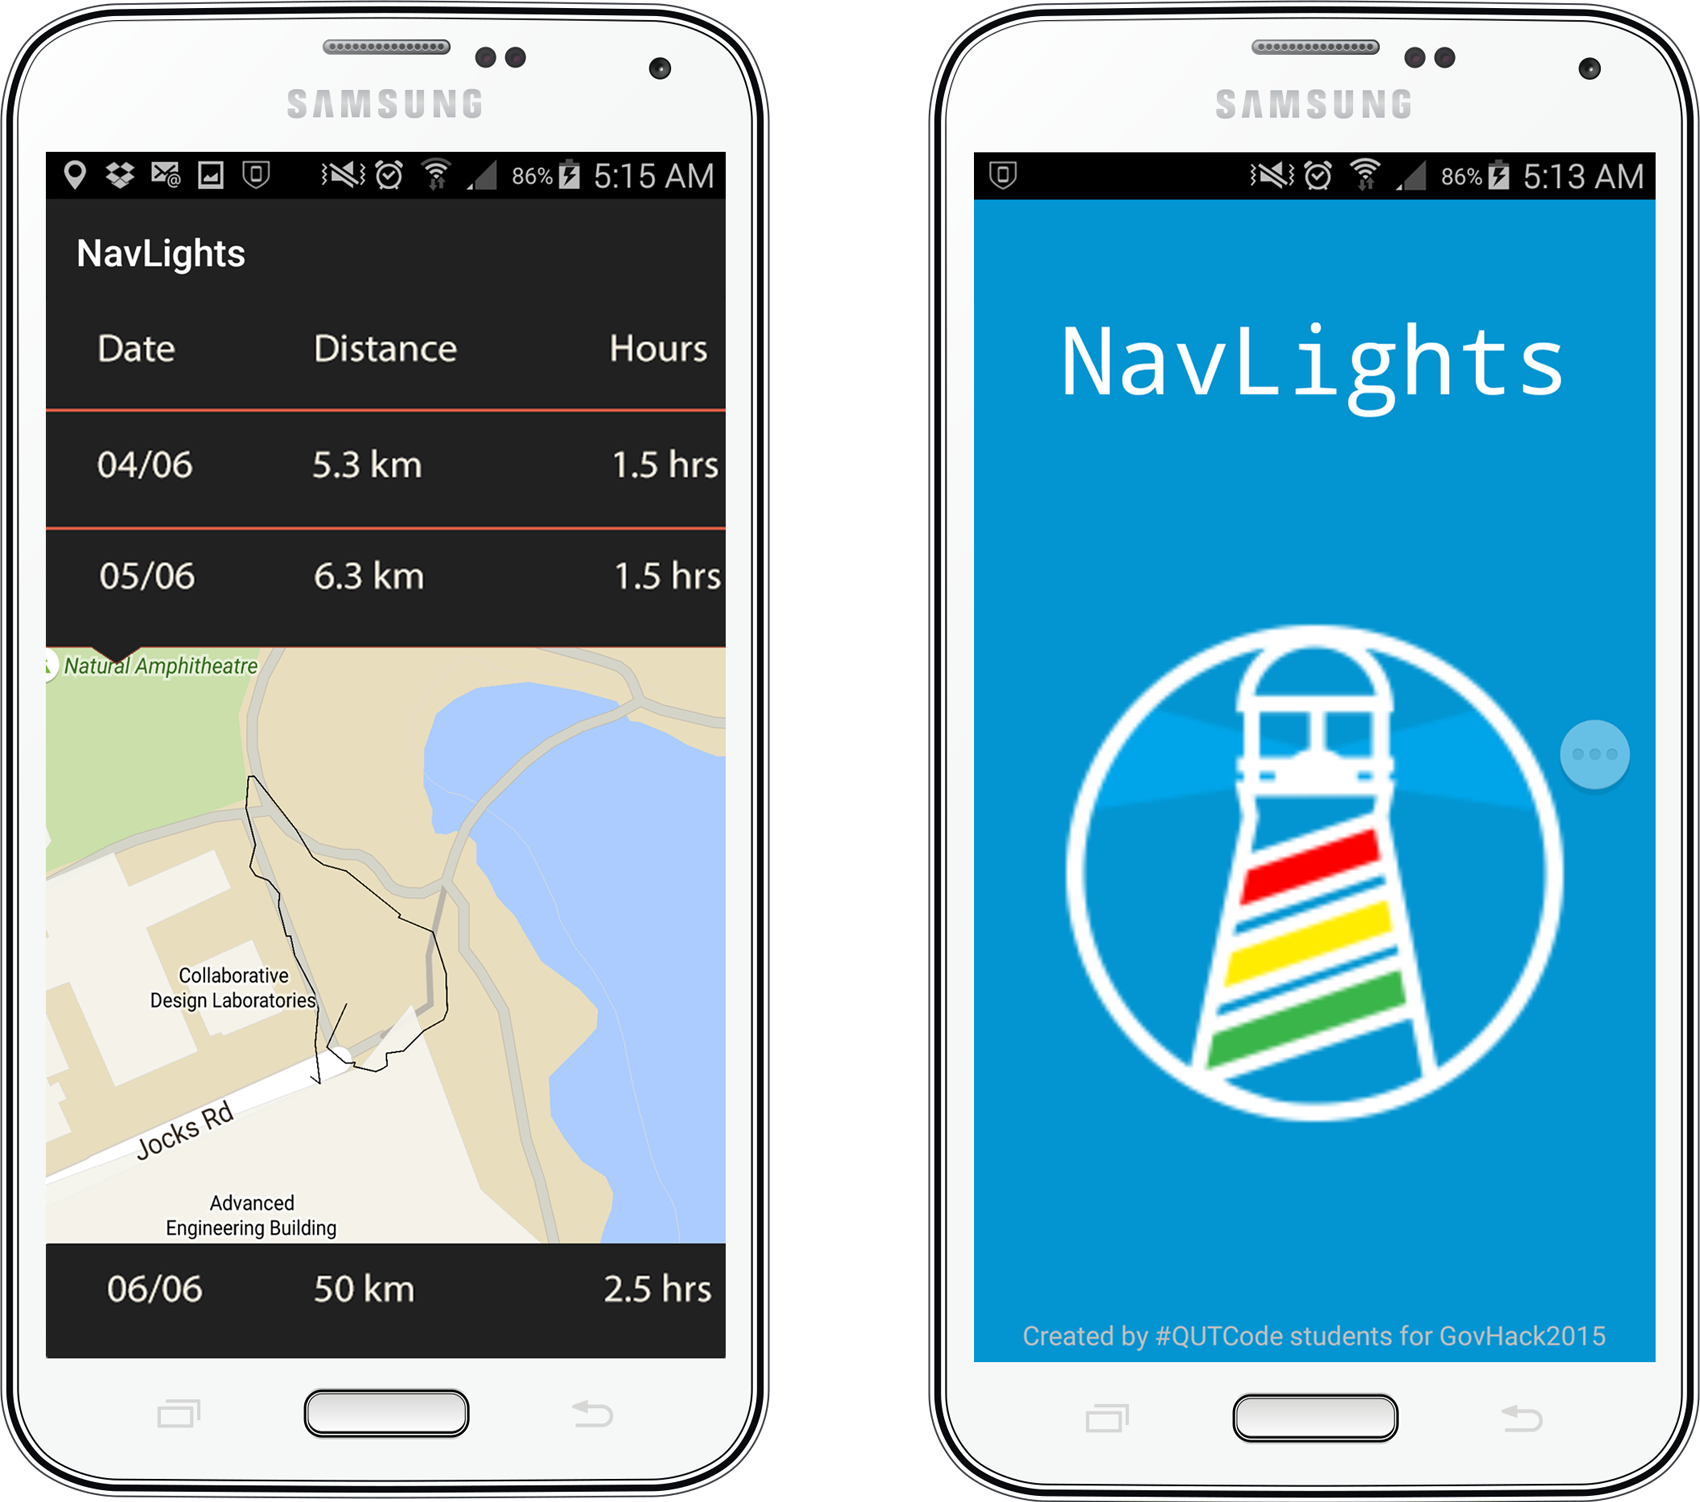 SAMSUNG
86% 5:15 AM
NavLights
Date Distance Hours
04/06 5.3 km 1.5 hrs
05/06 6.3 km 1.5 hrs
Natural Amphitheatre
Collaborative
Design Laboratories
Jocks Rd
Advanced
Engineering Building
06/06 50 km 2.5 hrs
SAMSUNG
86% 5:13 AM
NavLights
Created by #QUTCode students for GovHack2015